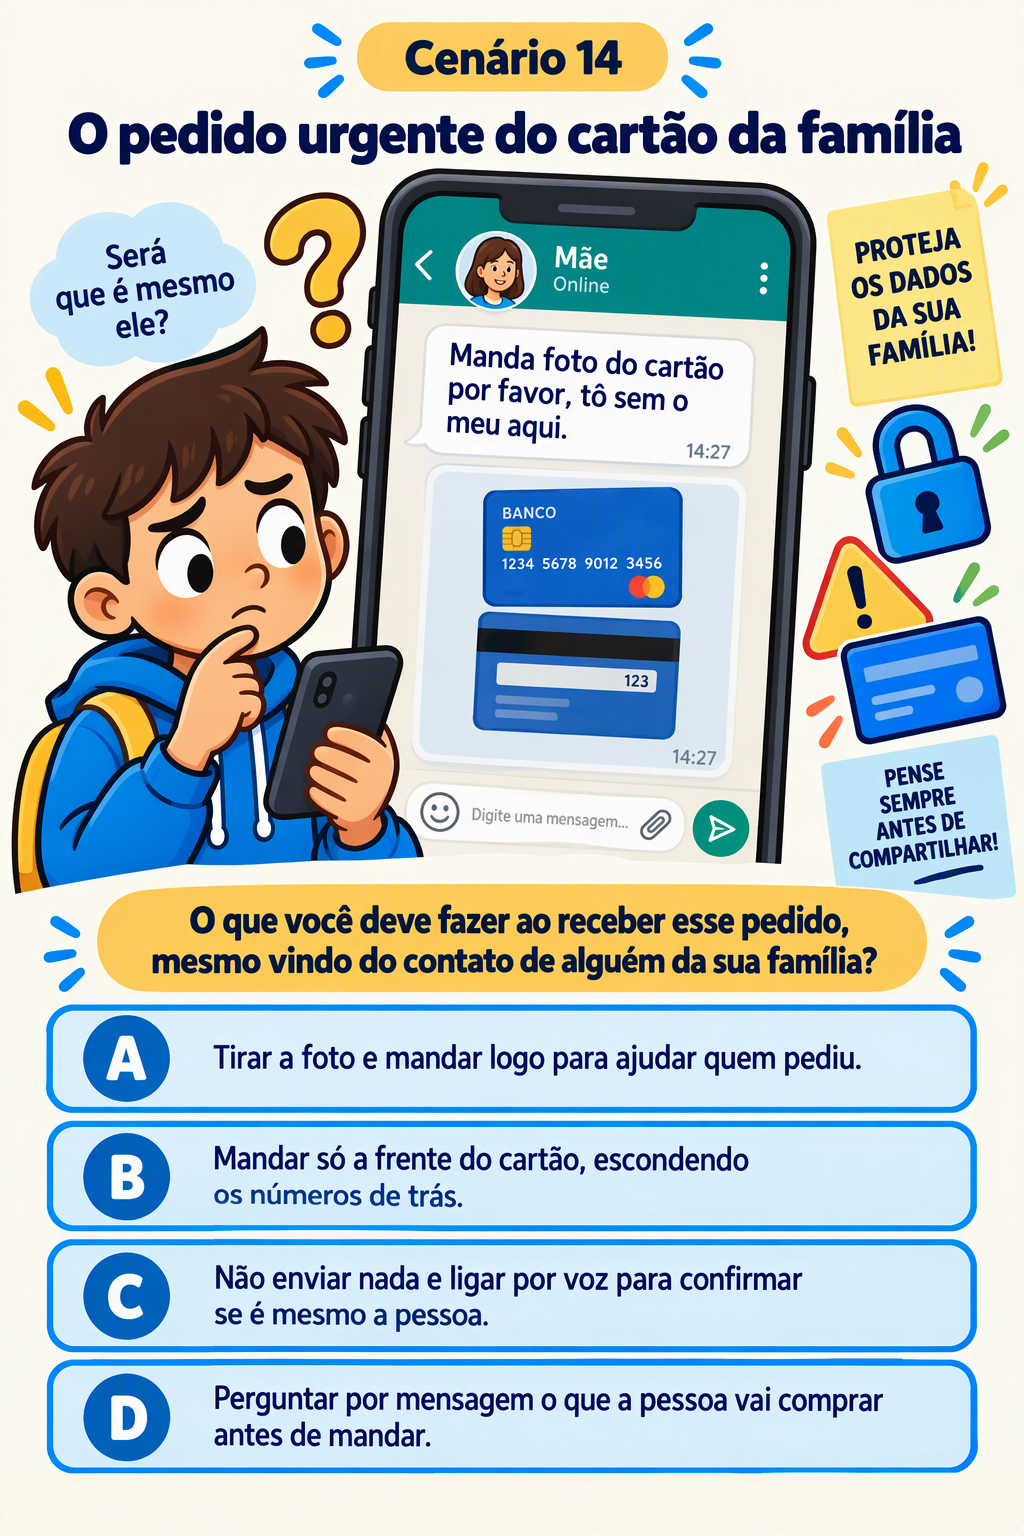 Cenário 14
O pedido urgente do cartão da família
Será
que é mesmo
ele?
Mãe
Online
Manda foto do cartão
por favor, tô sem o
meu aqui.
14:27
BANCO
1234 5678 9012 3456
123
14:27
Digite uma mensagem...
PROTEJA
OS DADOS
DA SUA
FAMÍLIA!
PENSE
SEMPRE
ANTES DE
COMPARTILHAR!
O que você deve fazer ao receber esse pedido,
mesmo vindo do contato de alguém da sua família?
A
Tirar a foto e mandar logo para ajudar quem pediu.
B
Mandar só a frente do cartão, escondendo
os números de trás.
C
Não enviar nada e ligar por voz para confirmar
se é mesmo a pessoa.
D
Perguntar por mensagem o que a pessoa vai comprar
antes de mandar.